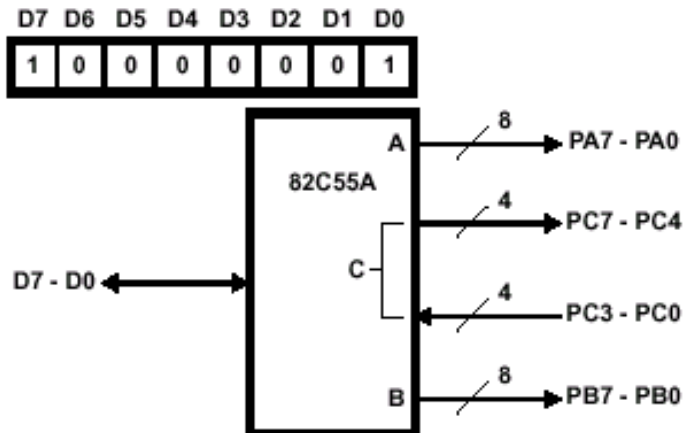 D7 D6 D5 D4 D3 D2 D1 D0
1 0 0 0 0 0 0 1
8
A PA7 - PA0
82C55A
4
PC7 - PC4
C
D7 - D0
4
PC3 - PC0
8
B PB7 - PB0